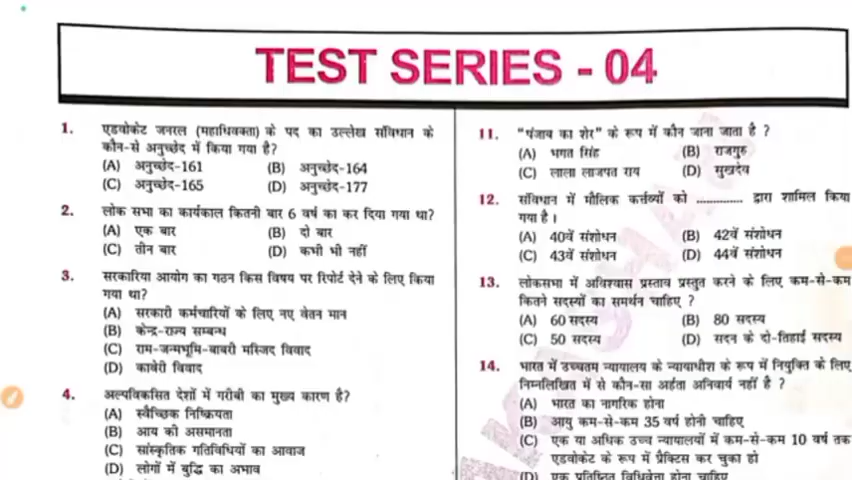 TEST SERIES - 04
1. एडवोकेट जनरल (महाधिवक्ता) के पद का उल्लेख संविधान के
कौन-से अनुच्छेद में किया गया है?
(A) अनुच्छेद-161 (B) अनुच्छेद-164
(C) अनुच्छेद-165 (D) अनुच्छेद-177
2. लोक सभा का कार्यकाल कितनी बार 6 वर्ष का कर दिया गया था?
(A) एक बार (B) दो बार
(C) तीन बार (D) कभी भी नहीं
3. सरकारिया आयोग का गठन किस विषय पर रिपोर्ट देने के लिए किया
गया था?
(A) सरकारी कर्मचारियों के लिए नए वेतन मान
(B) केन्द्र-राज्य सम्बन्ध
(C) राम-जन्मभूमि-बाबरी मस्जिद विवाद
(D) कावेरी विवाद
4. अल्पविकसित देशों में गरीबी का मुख्य कारण है?
(A) स्वैच्छिक निष्क्रियता
(B) आय की असमानता
(C) सांस्कृतिक गतिविधियों का आवाज
(D) लोगों में बुद्धि का अभाव
11. "पंजाब का शेर" के रूप में कौन जाना जाता है ?
(A) भगत सिंह (B) राजगुरु
(C) लाला लाजपत राय (D) सुखदेव
12. संविधान में मौलिक कर्त्तव्यों को .............. द्वारा शामिल किया
गया है।
(A) 40वें संशोधन (B) 42वें संशोधन
(C) 43वें संशोधन (D) 44वें संशोधन
13. लोकसभा में अविश्वास प्रस्ताव प्रस्तुत करने के लिए कम-से-कम
कितने सदस्यों का समर्थन चाहिए ?
(A) 60 सदस्य (B) 80 सदस्य
(C) 50 सदस्य (D) सदन के दो-तिहाई सदस्य
14. भारत में उच्चतम न्यायालय के न्यायाधीश के रूप में नियुक्ति के लिए
निम्नलिखित में से कौन-सा अर्हता अनिवार्य नहीं है ?
(A) भारत का नागरिक होना
(B) आयु कम-से-कम 35 वर्ष होनी चाहिए
(C) एक या अधिक उच्च न्यायालयों में कम-से-कम 10 वर्ष तक
एडवोकेट के रूप में प्रैक्टिस कर चुका हो
(D) एक प्रतिष्ठित विधिवेत्ता होना चाहिए